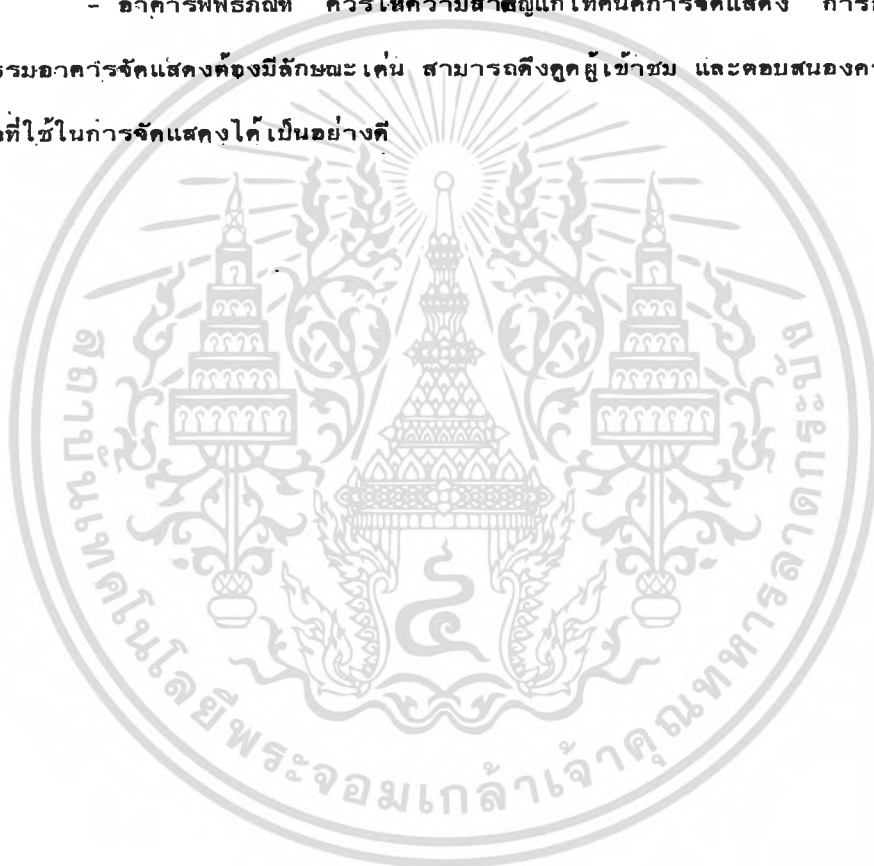 - อาคารพิพิธภัณฑ์ ควรให้ความสำคัญแก่เทคนิคการจัดแสดง
รรมอาคารจัดแสดงต้องมีลักษณะเด่น สามารถดึงดูดผู้เข้าชม และตอบสนอง
ที่ใช้ในการจัดแสดงได้เป็นอย่างดี
สถาบันเทคโนโลยีพระจอมเกล้าเจ้าคุณทหารลาดกระบัง
๔